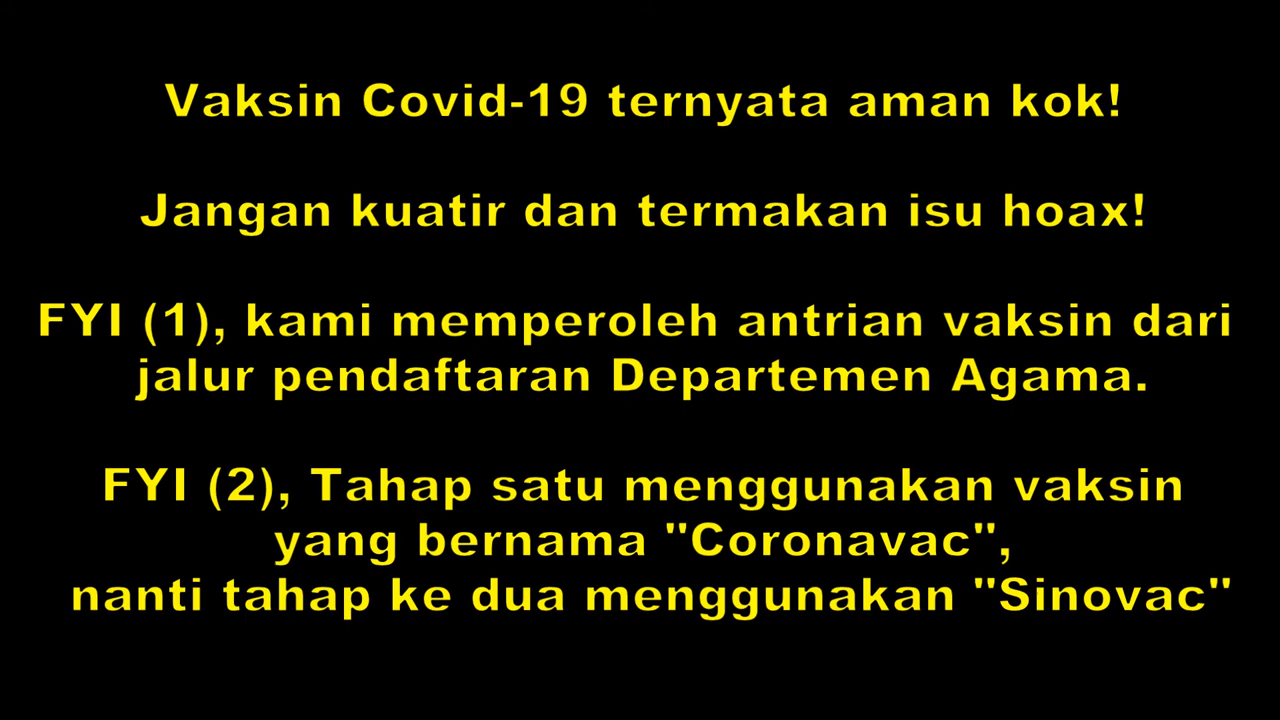 Vaksin Covid-19 ternyata aman kok!
Jangan kuatir dan termakan isu hoax!
FYI (1), kami memperoleh antrian vaksin dari
jalur pendaftaran Departemen Agama.
FYI (2), Tahap satu menggunakan vaksin
yang bernama "Coronavac",
nanti tahap ke dua menggunakan "Sinovac"